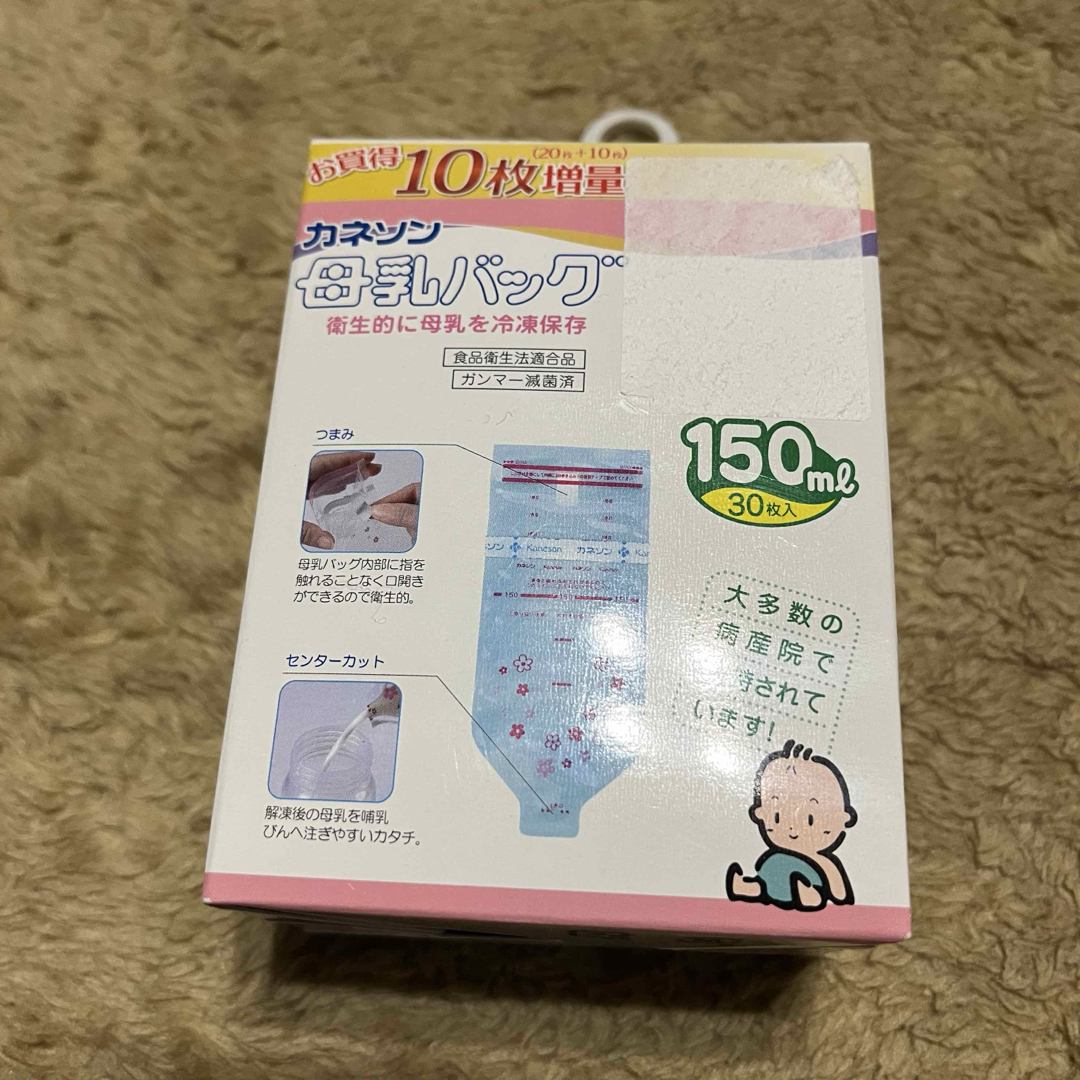 お買得10枚増量
(20枚+10枚)
カネソン
母乳バッグ
衛生的に母乳を冷凍保存
食品衛生法適合品
ガンマー滅菌済
つまみ
母乳バッグ内部に指を
触れることなく口開き
ができるので衛生的。
150ml
30枚入
Kaneson カネソン
150
大多数の
病産院で
持されて
います!
センターカット
解凍後の母乳を哺乳
びんへ注ぎやすいカタチ。